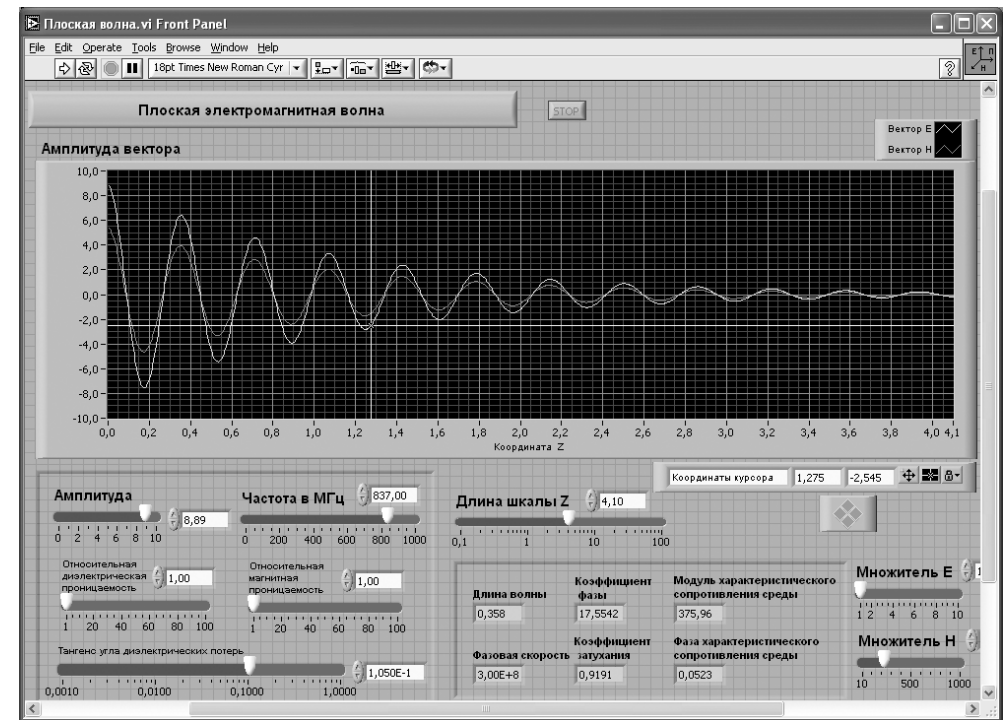 Плоская волна.vi Front Panel
File Edit Operate Tools Browse Window Help
18pt Times New Roman Cyr
E П
H
Плоская электромагнитная волна
STOP
Вектор E
Вектор H
Амплитуда вектора
10,0
8,0
6,0
4,0
2,0
0,0
-2,0
-4,0
-6,0
-8,0
-10,0
0,0 0,2 0,4 0,6 0,8 1,0 1,2 1,4 1,6 1,8 2,0 2,2 2,4 2,6 2,8 3,0 3,2 3,4 3,6 3,8 4,0 4,1
Координата Z
Координаты курсора 1,275 -2,545
Амплитуда
8,89
0 2 4 6 8 10
Частота в МГц 837,00
0 200 400 600 800 1000
Длина шкалы Z 4,10
0,1 1 10 100
Относительная
диэлектрическая
проницаемость
1,00
1 20 40 60 80 100
Относительная
магнитная
проницаемость
1,00
1 20 40 60 80 100
Тангенс угла диэлектрических потерь
1,050E-1
0,0010 0,0100 0,1000 1,0000
Длина волны
0,358
Коэффициент
фазы
17,5542
Модуль характеристического
сопротивления среды
375,96
Фазовая скорость
3,00E+8
Коэффициент
затухания
0,9191
Фаза характеристического
сопротивления среды
0,0523
Множитель E
1 2 4 6 8 10
Множитель H
10 500 1000